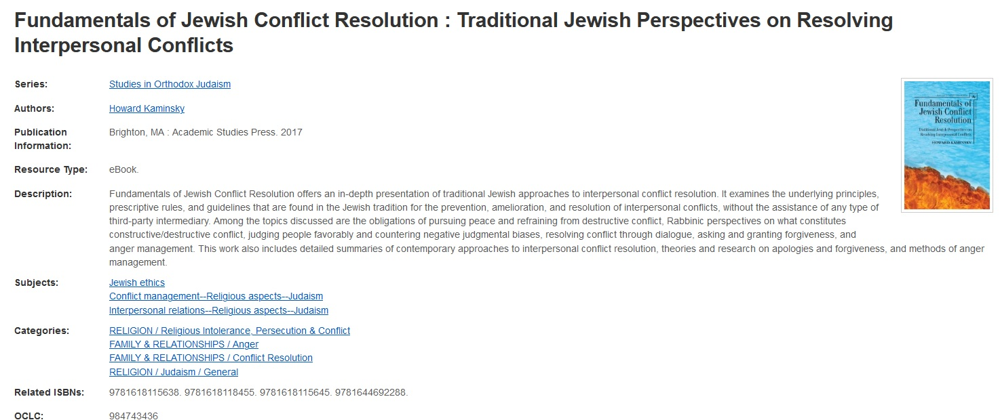 Fundamentals of Jewish Conflict Resolution : Traditional Jewish Perspectives on Resolving
Interpersonal Conflicts
Series: Studies in Orthodox Judaism
Authors: Howard Kaminsky
Publication Information: Brighton, MA : Academic Studies Press. 2017
Resource Type: eBook.
Description: Fundamentals of Jewish Conflict Resolution offers an in-depth presentation of traditional Jewish approaches to interpersonal conflict resolution. It examines the underlying principles,
prescriptive rules, and guidelines that are found in the Jewish tradition for the prevention, amelioration, and resolution of interpersonal conflicts, without the assistance of any type of
third-party intermediary. Among the topics discussed are the obligations of pursuing peace and refraining from destructive conflict, Rabbinic perspectives on what constitutes
constructive/destructive conflict, judging people favorably and countering negative judgmental biases, resolving conflict through dialogue, asking and granting forgiveness, and
anger management. This work also includes detailed summaries of contemporary approaches to interpersonal conflict resolution, theories and research on apologies and forgiveness, and methods of anger
management.
Subjects: Jewish ethics
Conflict management--Religious aspects--Judaism
Interpersonal relations--Religious aspects--Judaism
Categories: RELIGION / Religious Intolerance, Persecution & Conflict
FAMILY & RELATIONSHIPS / Anger
FAMILY & RELATIONSHIPS / Conflict Resolution
RELIGION / Judaism / General
Related ISBNs: 9781618115638. 9781618118455. 9781618115645. 9781644692288.
OCLC: 984743436
Fundamentals of
Jewish Conflict
Resolution
Traditional Jewish Perspectives on
Resolving Interpersonal Conflicts
HOWARD KAMINSKY